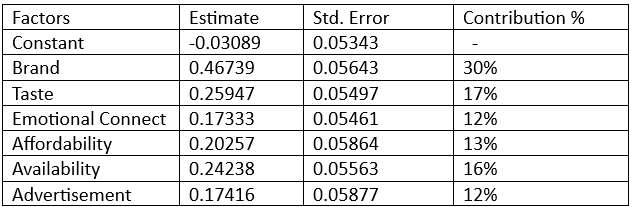 Factors Estimate Std. Error Contribution %
Constant -0.03089 0.05343 -
Brand 0.46739 0.05643 30%
Taste 0.25947 0.05497 17%
Emotional Connect 0.17333 0.05461 12%
Affordability 0.20257 0.05864 13%
Availability 0.24238 0.05563 16%
Advertisement 0.17416 0.05877 12%